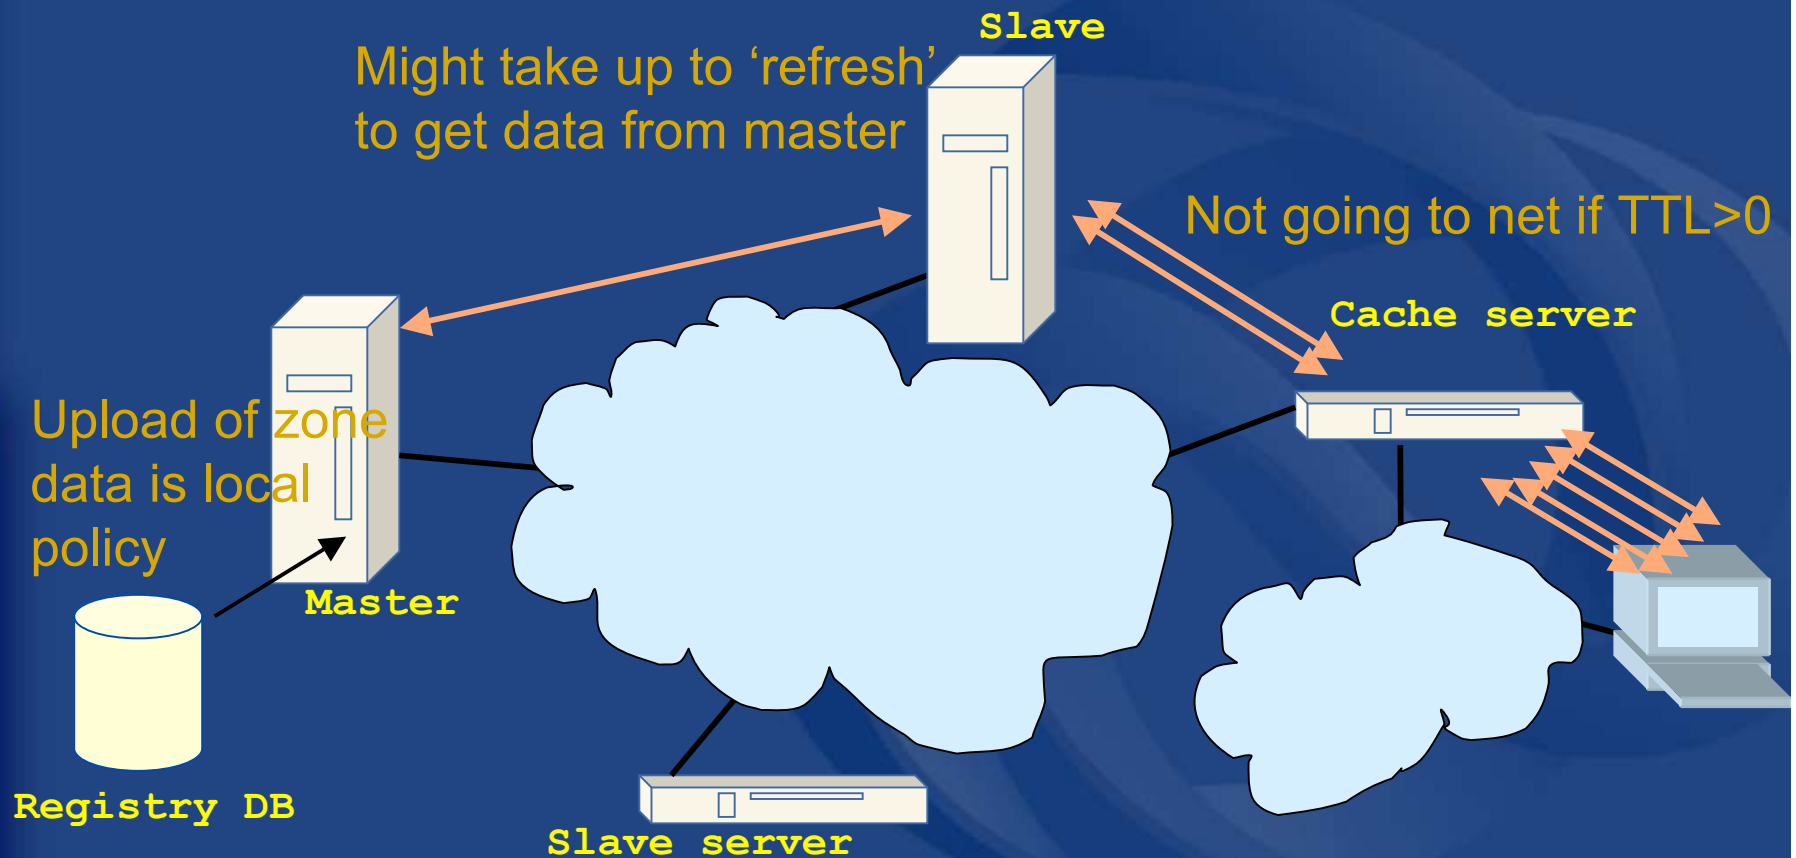 Slave
Might take up to ‘refresh’
to get data from master
Not going to net if TTL>0
Cache server
Upload of zone
data is local
policy
Master
Registry DB
Slave server